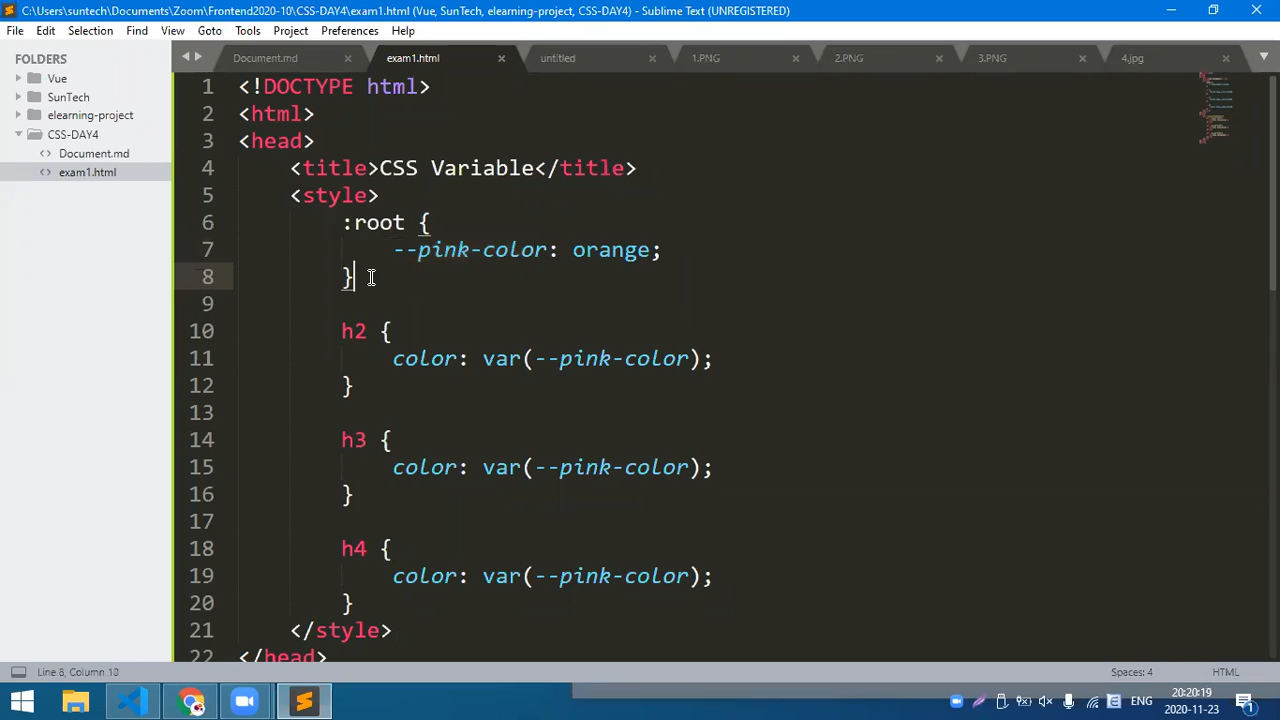 C:\Users\suntech\Documents\Zoom\Frontend2020-10\CSS-DAY4\exam1.html (Vue, SunTech, elearning-project, CSS-DAY4) - Sublime Text (UNREGISTERED)
File Edit Selection Find View Goto Tools Project Preferences Help
FOLDERS
Vue
SunTech
elearning-project
CSS-DAY4
Document.md
exam1.html
Document.md exam1.html untitled 1.PNG 2.PNG 3.PNG 4.jpg
1 <!DOCTYPE html>
2 <html>
3 <head>
4 <title>CSS Variable</title>
5 <style>
6 :root {
7 --pink-color: orange;
8 }
9
10 h2 {
11 color: var(--pink-color);
12 }
13
14 h3 {
15 color: var(--pink-color);
16 }
17
18 h4 {
19 color: var(--pink-color);
20 }
21 </style>
22 </head>
Line 8, Column 10 Spaces: 4 HTML
ENG
20:20:19
2020-11-23
1